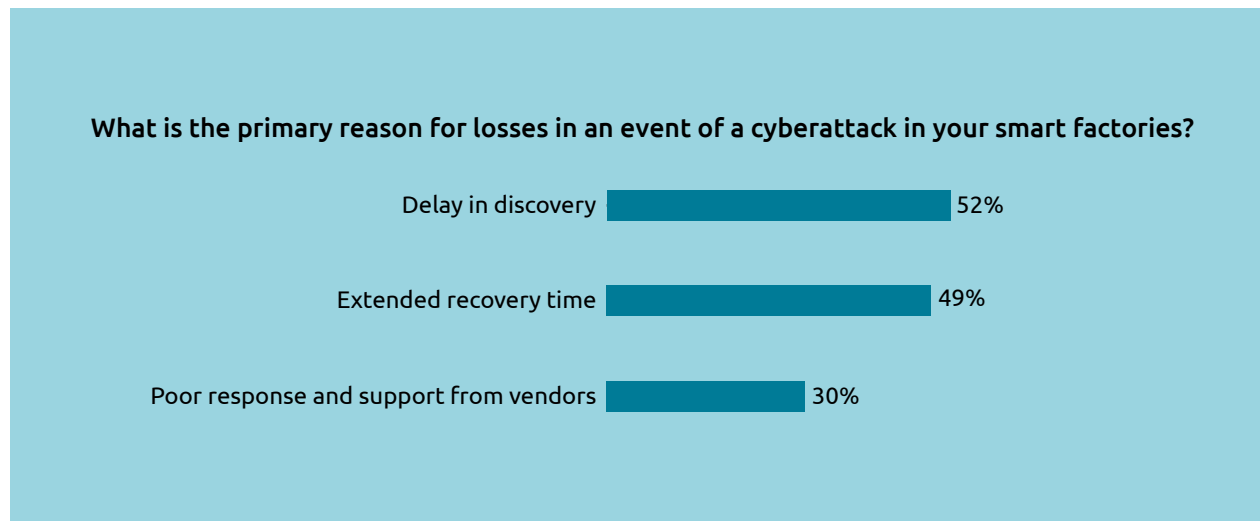 What is the primary reason for losses in an event of a cyberattack in your smart factories?
Delay in discovery 52%
Extended recovery time 49%
Poor response and support from vendors 30%